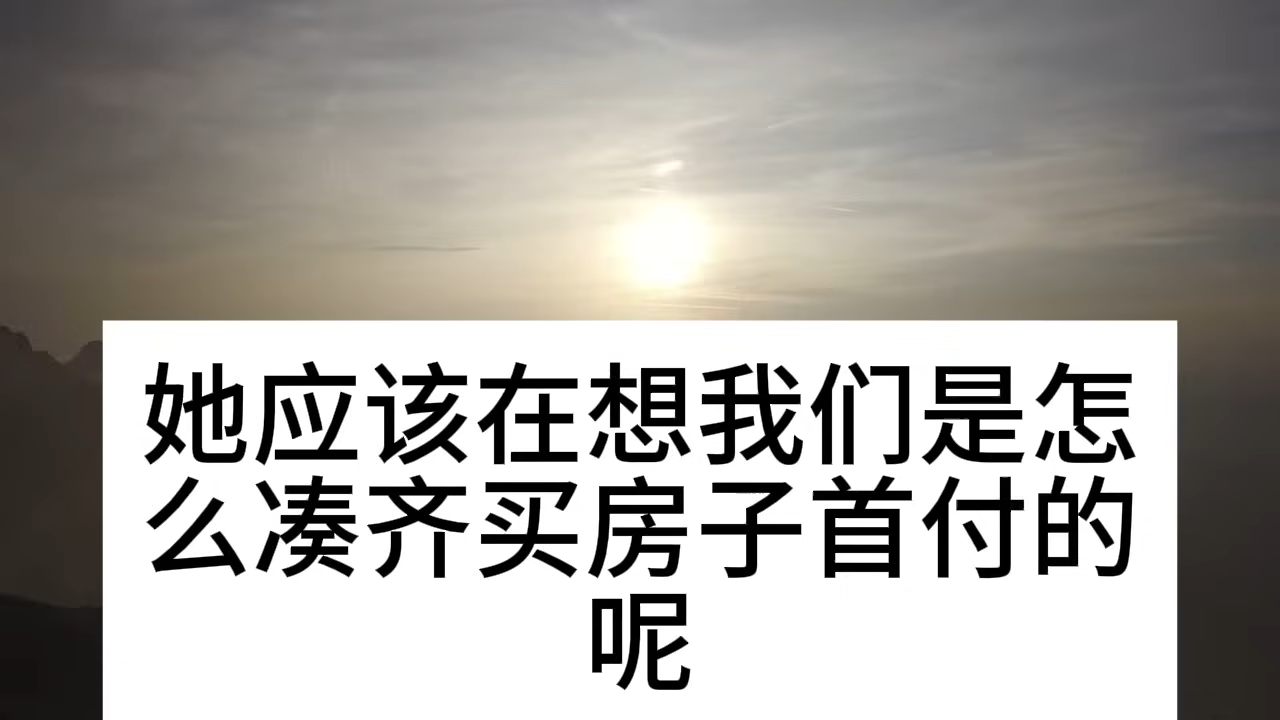 她应该在想我们是怎
么凑齐买房子首付的
呢